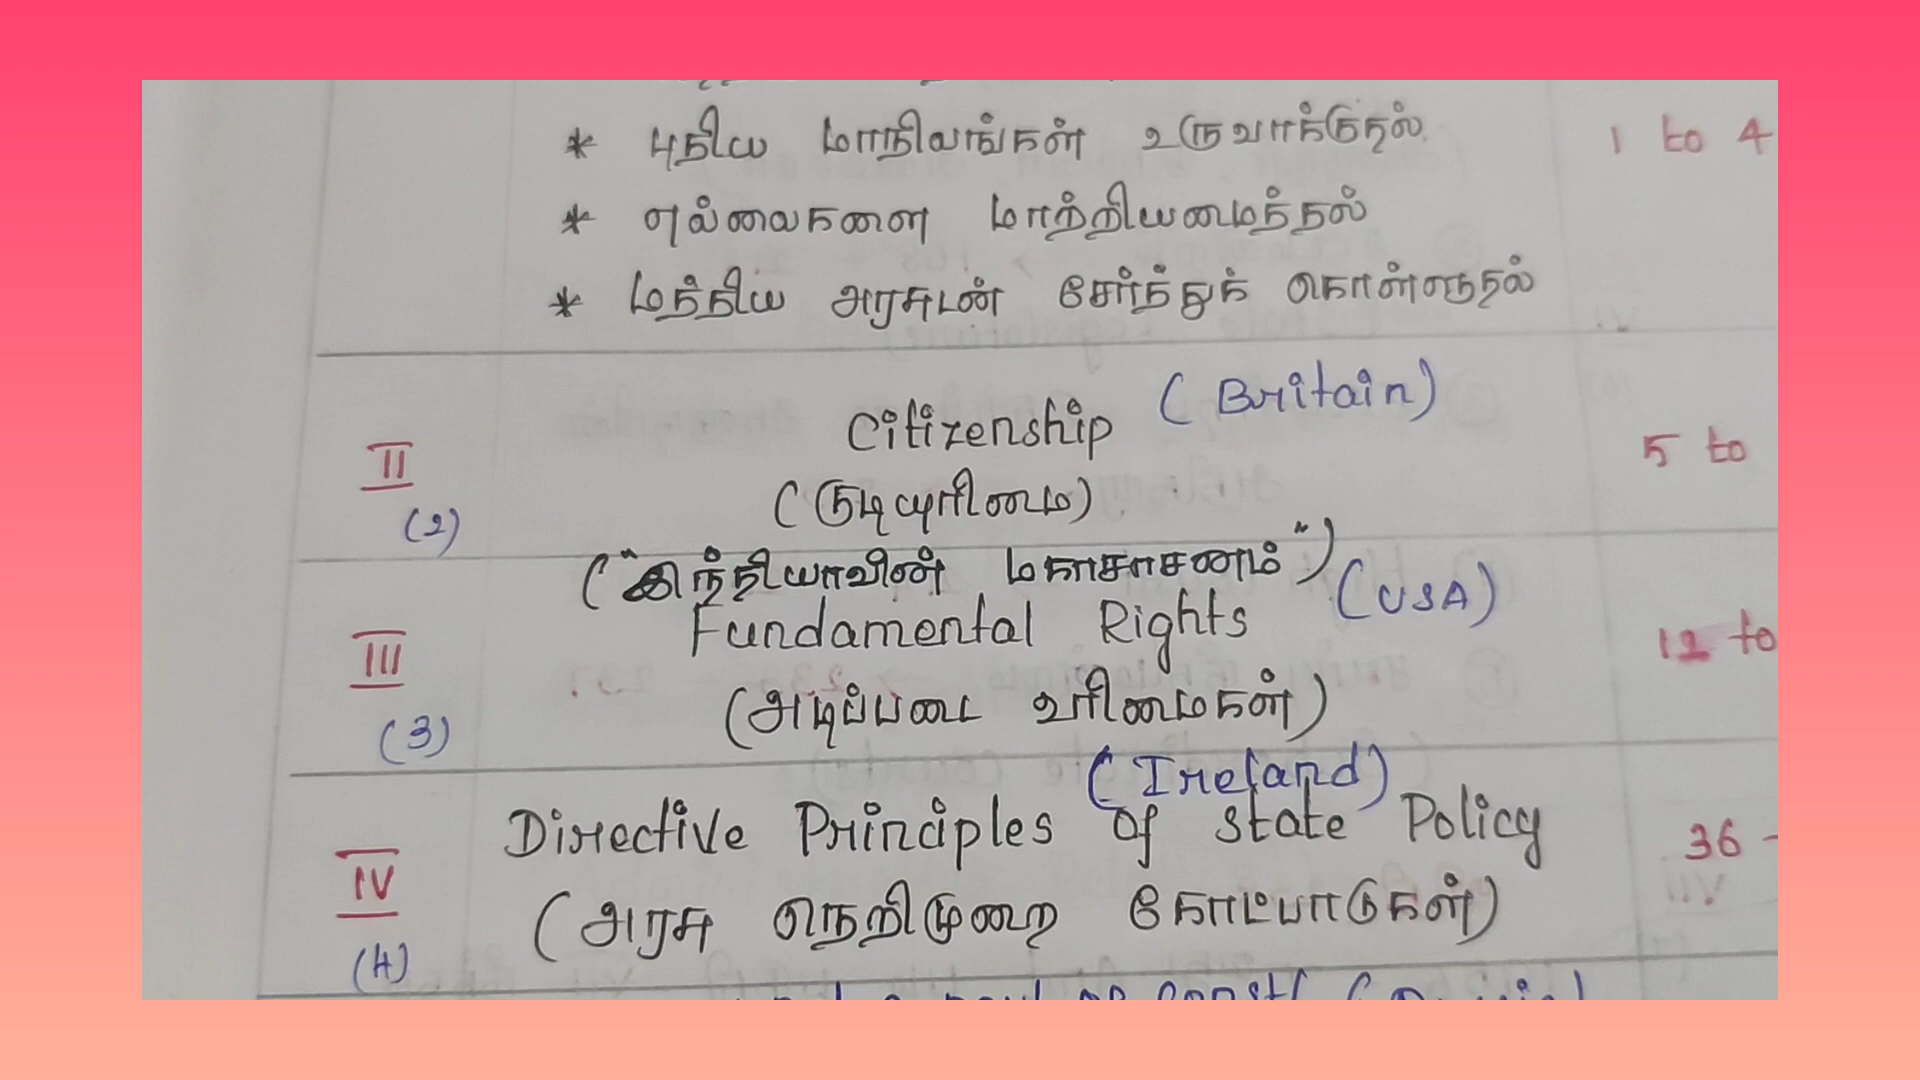 * புதிய மாநிலங்கள் உருவாக்குதல் 1 to 4
* எல்லைகளை மாற்றியமைத்தல்
* மத்திய அரசுடன் சேர்த்துக் கொள்ளுதல்
(Britain)
II Citizenship 5 to
(2) (குடியுரிமை)
("இந்தியாவின் மகாசாசனம்")
(USA)
III Fundamental Rights 12 to
(3) (அடிப்படை உரிமைகள்)
(Ireland)
IV Directive Principles of state Policy 36 -
(4) (அரசு நெறிமுறை கோட்பாடுகள்)